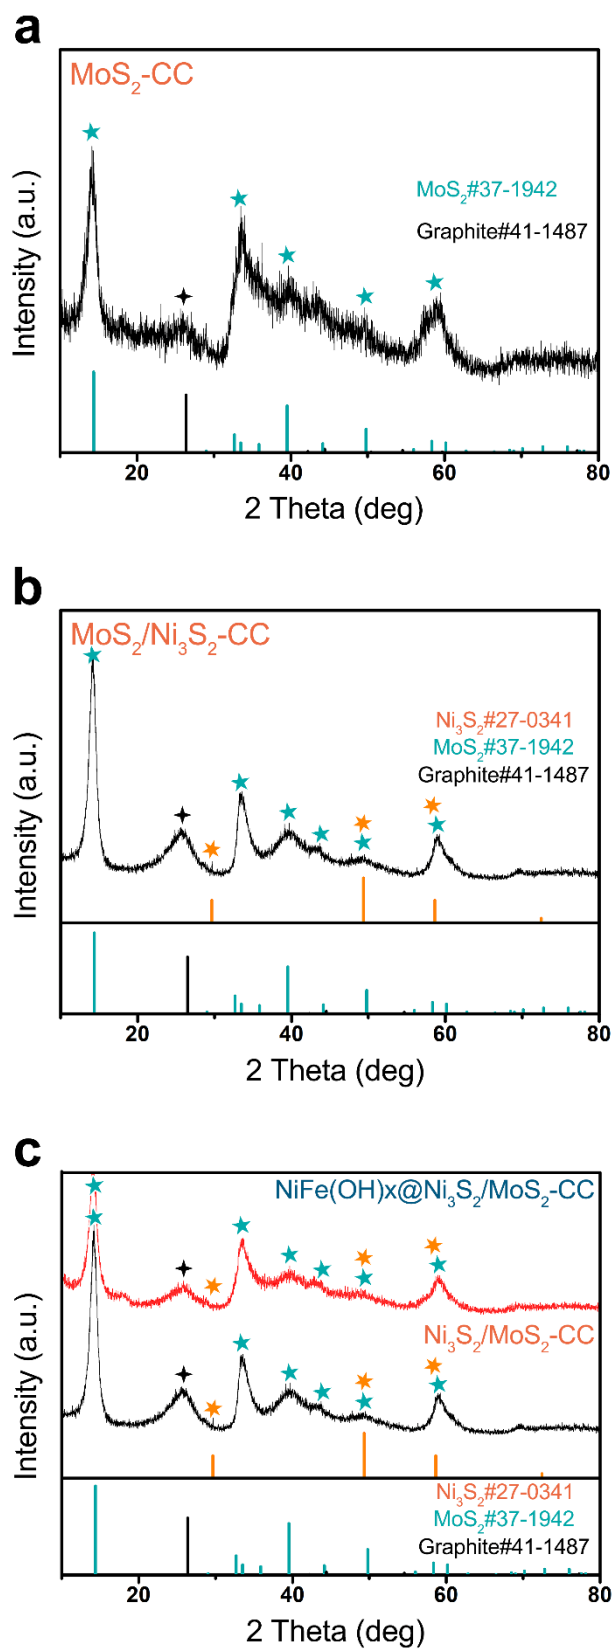 a
MoS₂-CC
MoS₂#37-1942
Graphite#41-1487
Intensity (a.u.)
20 40 60 80
2 Theta (deg)
b
MoS₂/Ni₃S₂-CC
Ni₃S₂#27-0341
MoS₂#37-1942
Graphite#41-1487
Intensity (a.u.)
20 40 60 80
2 Theta (deg)
c
NiFe(OH)x@Ni₃S₂/MoS₂-CC
Ni₃S₂/MoS₂-CC
Intensity (a.u.)
Ni₃S₂#27-0341
MoS₂#37-1942
Graphite#41-1487
20 40 60 80
2 Theta (deg)